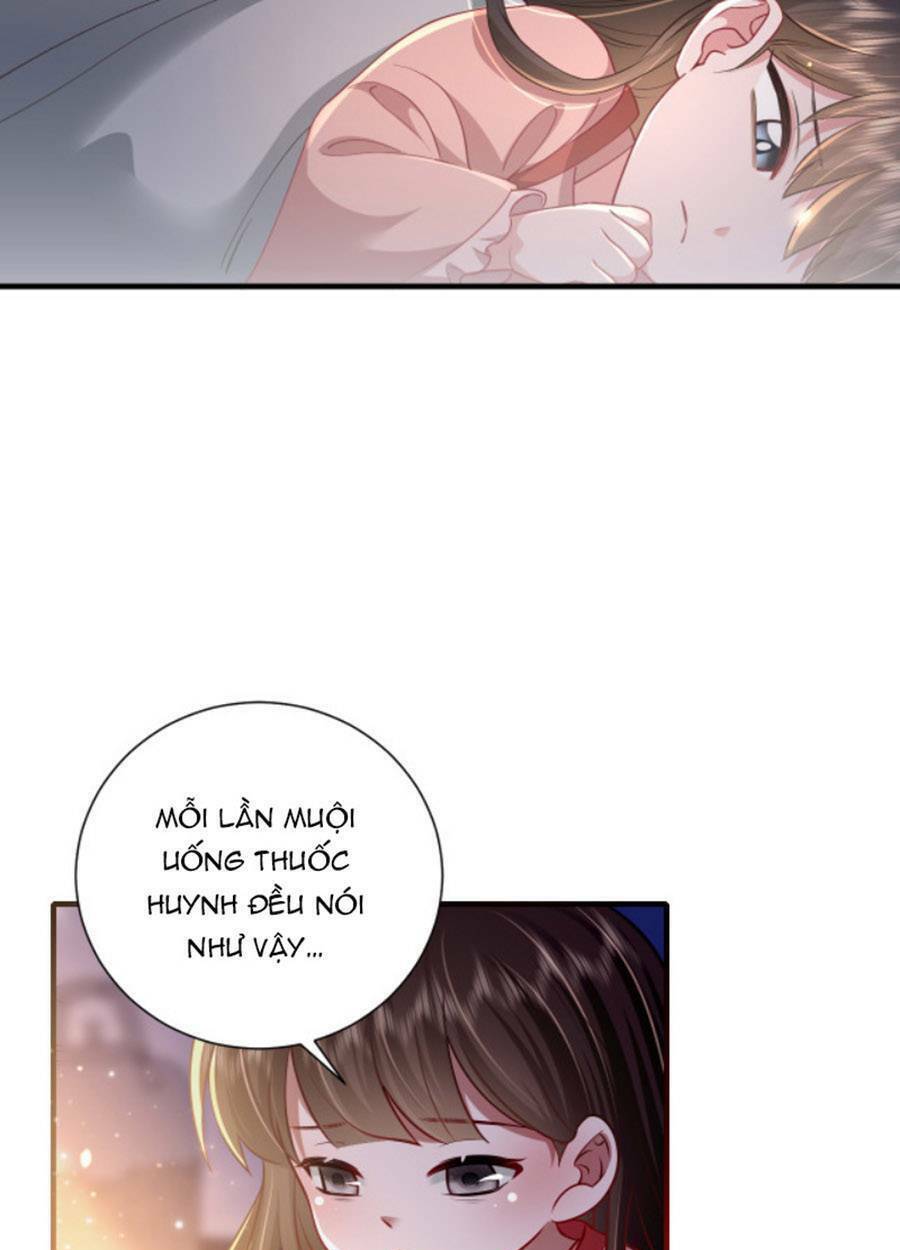 MỖI LẦN MUỘI
UỐNG THUỐC
HUYNH ĐỀU NÓI
NHƯ VẬY...